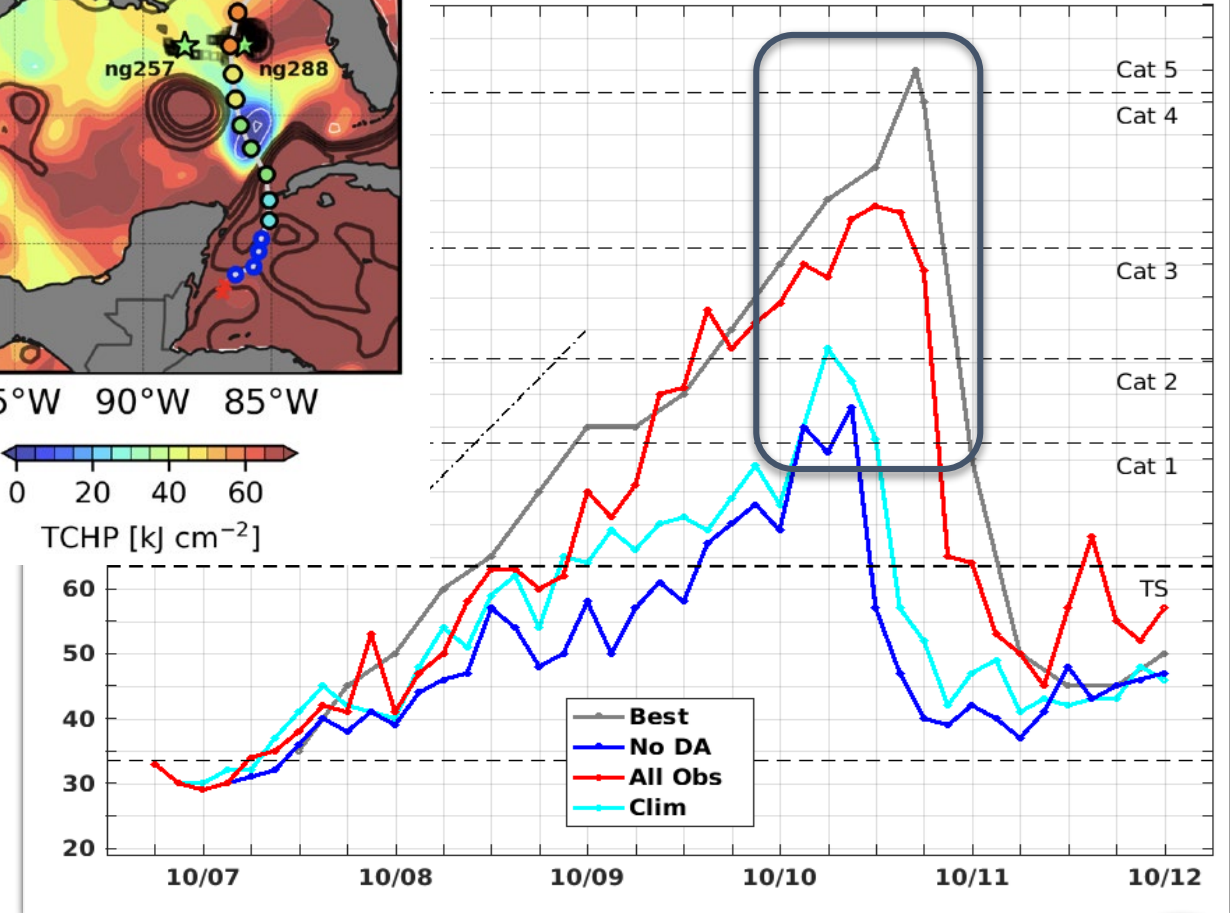 ng257
ng288
5°W 90°W 85°W
0 20 40 60
TCHP [kJ cm⁻²]
Cat 5
Cat 4
Cat 3
Cat 2
Cat 1
TS
60
50
40
30
20
Best
No DA
All Obs
Clim
10/07 10/08 10/09 10/10 10/11 10/12